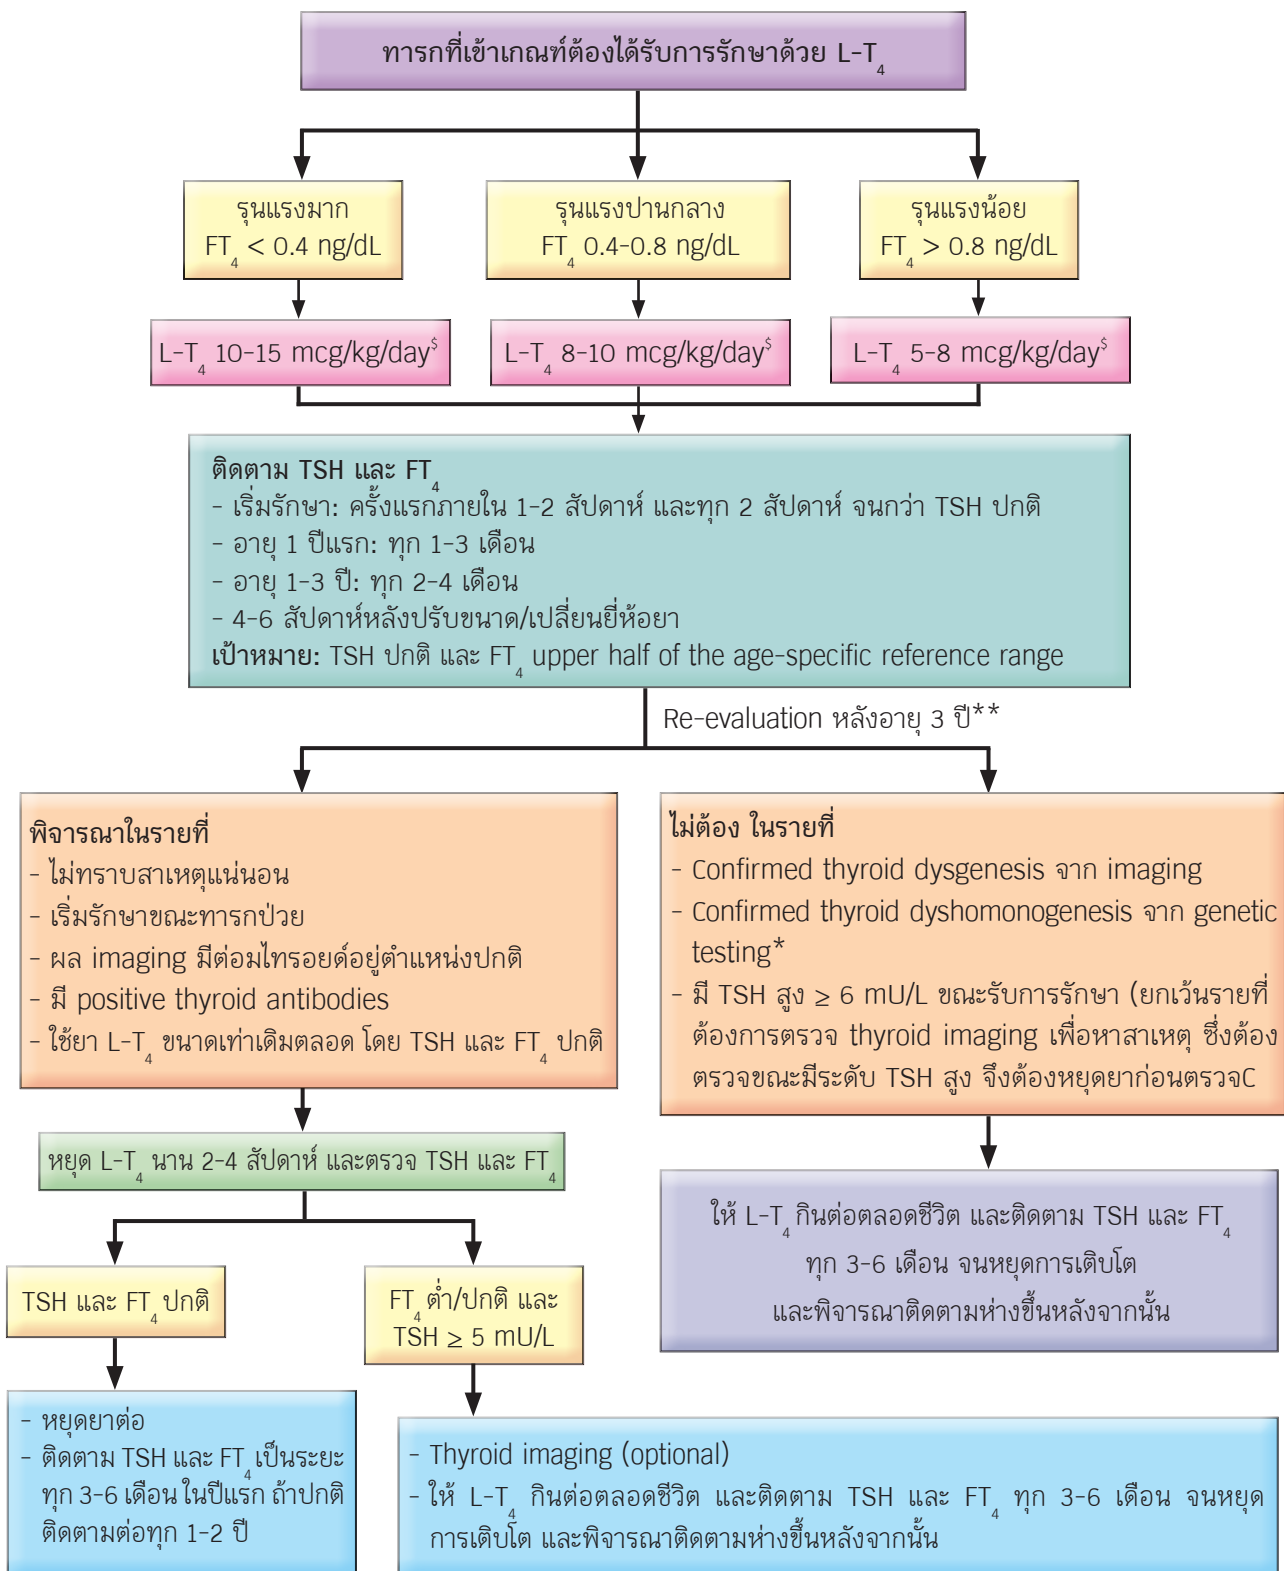 ทารกที่เข้าเกณฑ์ต้องได้รับการรักษาด้วย L-T4
รุนแรงมาก
FT4 < 0.4 ng/dL
รุนแรงปานกลาง
FT4 0.4-0.8 ng/dL
รุนแรงน้อย
FT4 > 0.8 ng/dL
L-T4 10-15 mcg/kg/day$
L-T4 8-10 mcg/kg/day$
L-T4 5-8 mcg/kg/day$
ติดตาม TSH และ FT4
- เริ่มรักษา: ครั้งแรกภายใน 1-2 สัปดาห์ และทุก 2 สัปดาห์ จนกว่า TSH ปกติ
- อายุ 1 ปีแรก: ทุก 1-3 เดือน
- อายุ 1-3 ปี: ทุก 2-4 เดือน
- 4-6 สัปดาห์หลังปรับขนาด/เปลี่ยนยี่ห้อยา
เป้าหมาย: TSH ปกติ และ FT4 upper half of the age-specific reference range
Re-evaluation หลังอายุ 3 ปี**
พิจารณาในรายที่
- ไม่ทราบสาเหตุแน่นอน
- เริ่มรักษาขณะทารกป่วย
- ผล imaging มีต่อมไทรอยด์อยู่ตำแหน่งปกติ
- มี positive thyroid antibodies
- ใช้ยา L-T4 ขนาดเท่าเดิมตลอด โดย TSH และ FT4 ปกติ
ไม่ต้อง ในรายที่
- Confirmed thyroid dysgenesis จาก imaging
- Confirmed thyroid dyshomonogenesis จาก genetic
testing*
- มี TSH สูง ≥ 6 mU/L ขณะรับการรักษา (ยกเว้นรายที่
ต้องการตรวจ thyroid imaging เพื่อหาสาเหตุ ซึ่งต้อง
ตรวจขณะมีระดับ TSH สูง จึงต้องหยุดยาก่อนตรวจC
หยุด L-T4 นาน 2-4 สัปดาห์ และตรวจ TSH และ FT4
ให้ L-T4 กินต่อตลอดชีวิต และติดตาม TSH และ FT4
ทุก 3-6 เดือน จนหยุดการเติบโต
และพิจารณาติดตามห่างขึ้นหลังจากนั้น
TSH และ FT4 ปกติ
FT4 ต่ำ/ปกติ และ
TSH ≥ 5 mU/L
- หยุดยาต่อ
- ติดตาม TSH และ FT4 เป็นระยะ
ทุก 3-6 เดือน ในปีแรก ถ้าปกติ
ติดตามต่อทุก 1-2 ปี
- Thyroid imaging (optional)
- ให้ L-T4 กินต่อตลอดชีวิต และติดตาม TSH และ FT4 ทุก 3-6 เดือน จนหยุด
การเติบโต และพิจารณาติดตามห่างขึ้นหลังจากนั้น